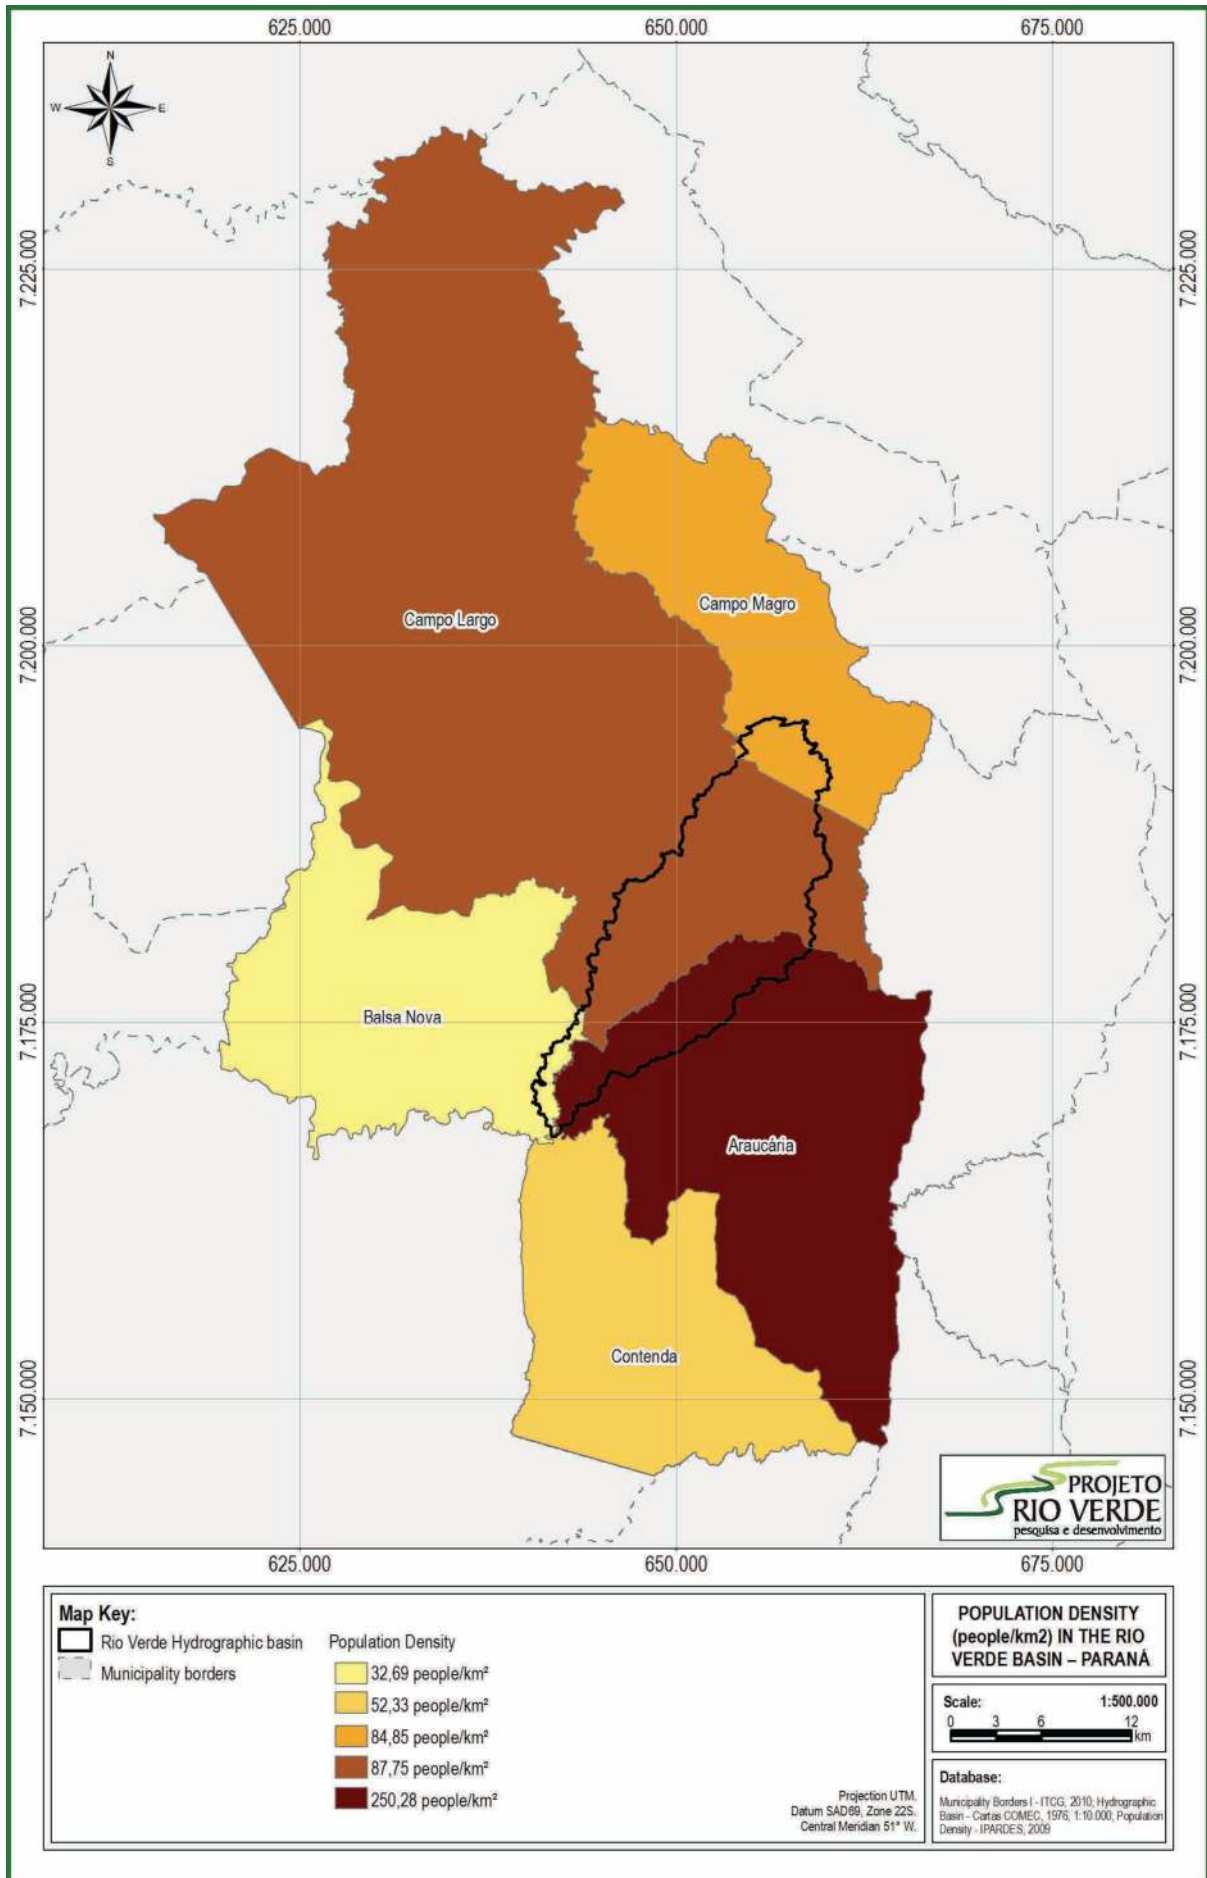 625.000
650.000
675.000
N
W
E
S
7.225.000
7.225.000
Campo Largo
Campo Magro
7.200.000
7.200.000
Balsa Nova
7.175.000
7.175.000
Araucária
Contenda
7.150.000
7.150.000
PROJETO
RIO VERDE
pesquisa e desenvolvimento
625.000
650.000
675.000
Map Key:
Rio Verde Hydrographic basin
Municipality borders
Population Density
32,69 people/km²
52,33 people/km²
84,85 people/km²
87,75 people/km²
250,28 people/km²
Projection UTM.
Datum SAD69, Zone 22S.
Central Meridian 51° W.
POPULATION DENSITY
(people/km2) IN THE RIO
VERDE BASIN – PARANÁ
Scale:
1:500.000
0 3 6 12
km
Database:
Municipality Borders I - ITCG, 2010; Hydrographic
Basin - Cartas COMEC, 1976, 1:10.000; Population
Density - IPARDES, 2009